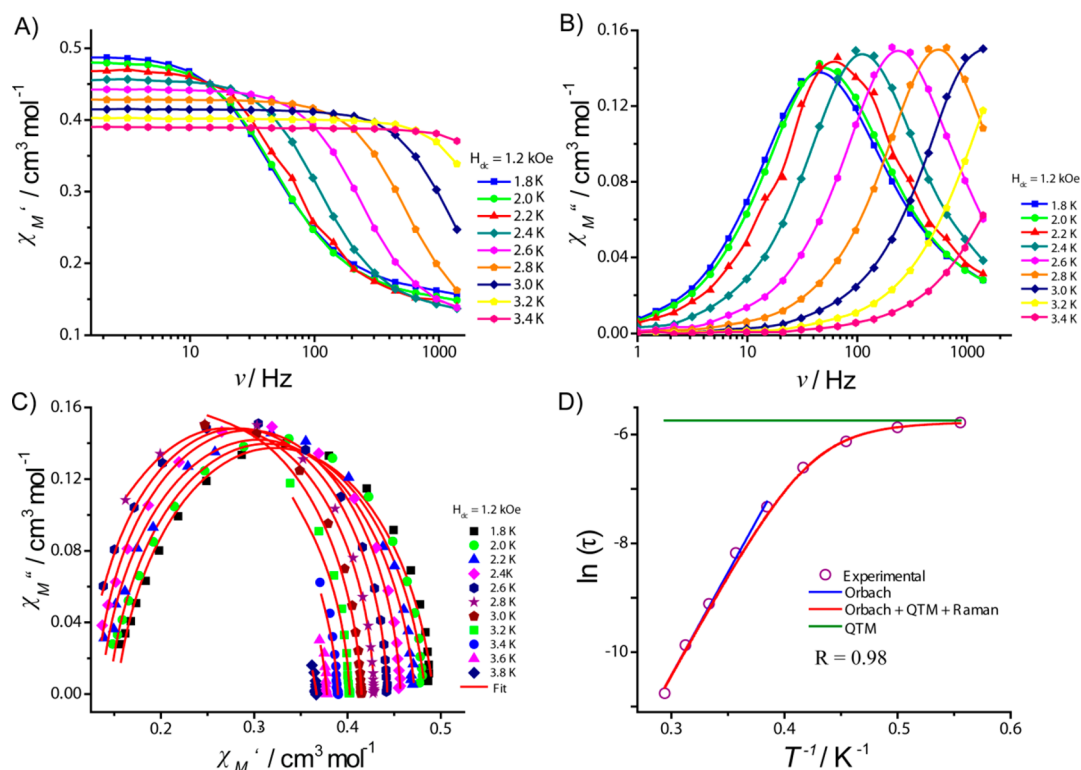 A)
0.5
0.4
0.3
0.2
0.1
χM′ / cm³ mol⁻¹
10
100
1000
ν / Hz
Hdc = 1.2 kOe
1.8 K
2.0 K
2.2 K
2.4 K
2.6 K
2.8 K
3.0 K
3.2 K
3.4 K
B)
0.16
0.12
0.08
0.04
0.00
χM″ / cm³ mol⁻¹
1
10
100
1000
ν / Hz
Hdc = 1.2 kOe
1.8 K
2.0 K
2.2 K
2.4 K
2.6 K
2.8 K
3.0 K
3.2 K
3.4 K
C)
0.16
0.12
0.08
0.04
0.00
χM″ / cm³ mol⁻¹
0.2
0.3
0.4
0.5
χM′ / cm³ mol⁻¹
Hdc = 1.2 kOe
1.8 K
2.0 K
2.2 K
2.4K
2.6 K
2.8 K
3.0 K
3.2 K
3.4 K
3.6 K
3.8 K
Fit
D)
-6
-8
-10
ln (τ)
0.3
0.4
0.5
0.6
T⁻¹ / K⁻¹
Experimental
Orbach
Orbach + QTM + Raman
QTM
R = 0.98